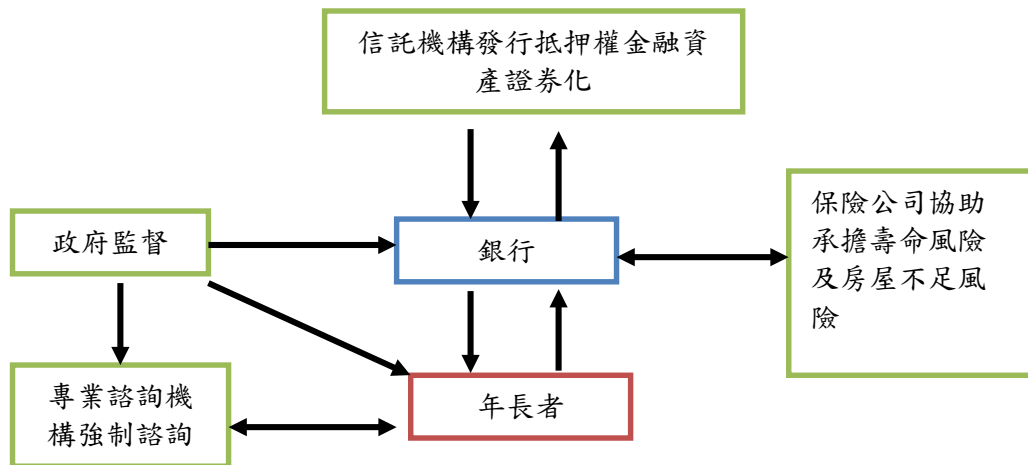 信託機構發行抵押權金融資
產證券化
保險公司協助
承擔壽命風險
及房屋不足風
險
政府監督
銀行
專業諮詢機
構強制諮詢
年長者